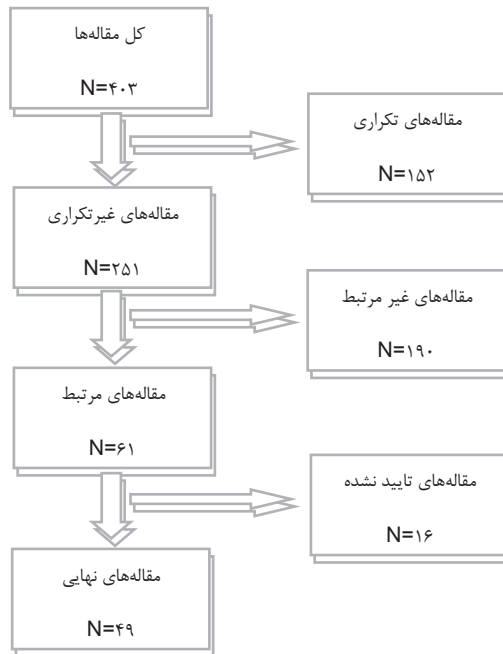 کل مقاله‌ها
N=۴۰۳
مقاله‌های تکراری
N=۱۵۲
مقاله‌های غیرتکراری
N=۲۵۱
مقاله‌های غیر مرتبط
N=۱۹۰
مقاله‌های مرتبط
N=۶۱
مقاله‌های تایید نشده
N=۱۶
مقاله‌های نهایی
N=۴۹